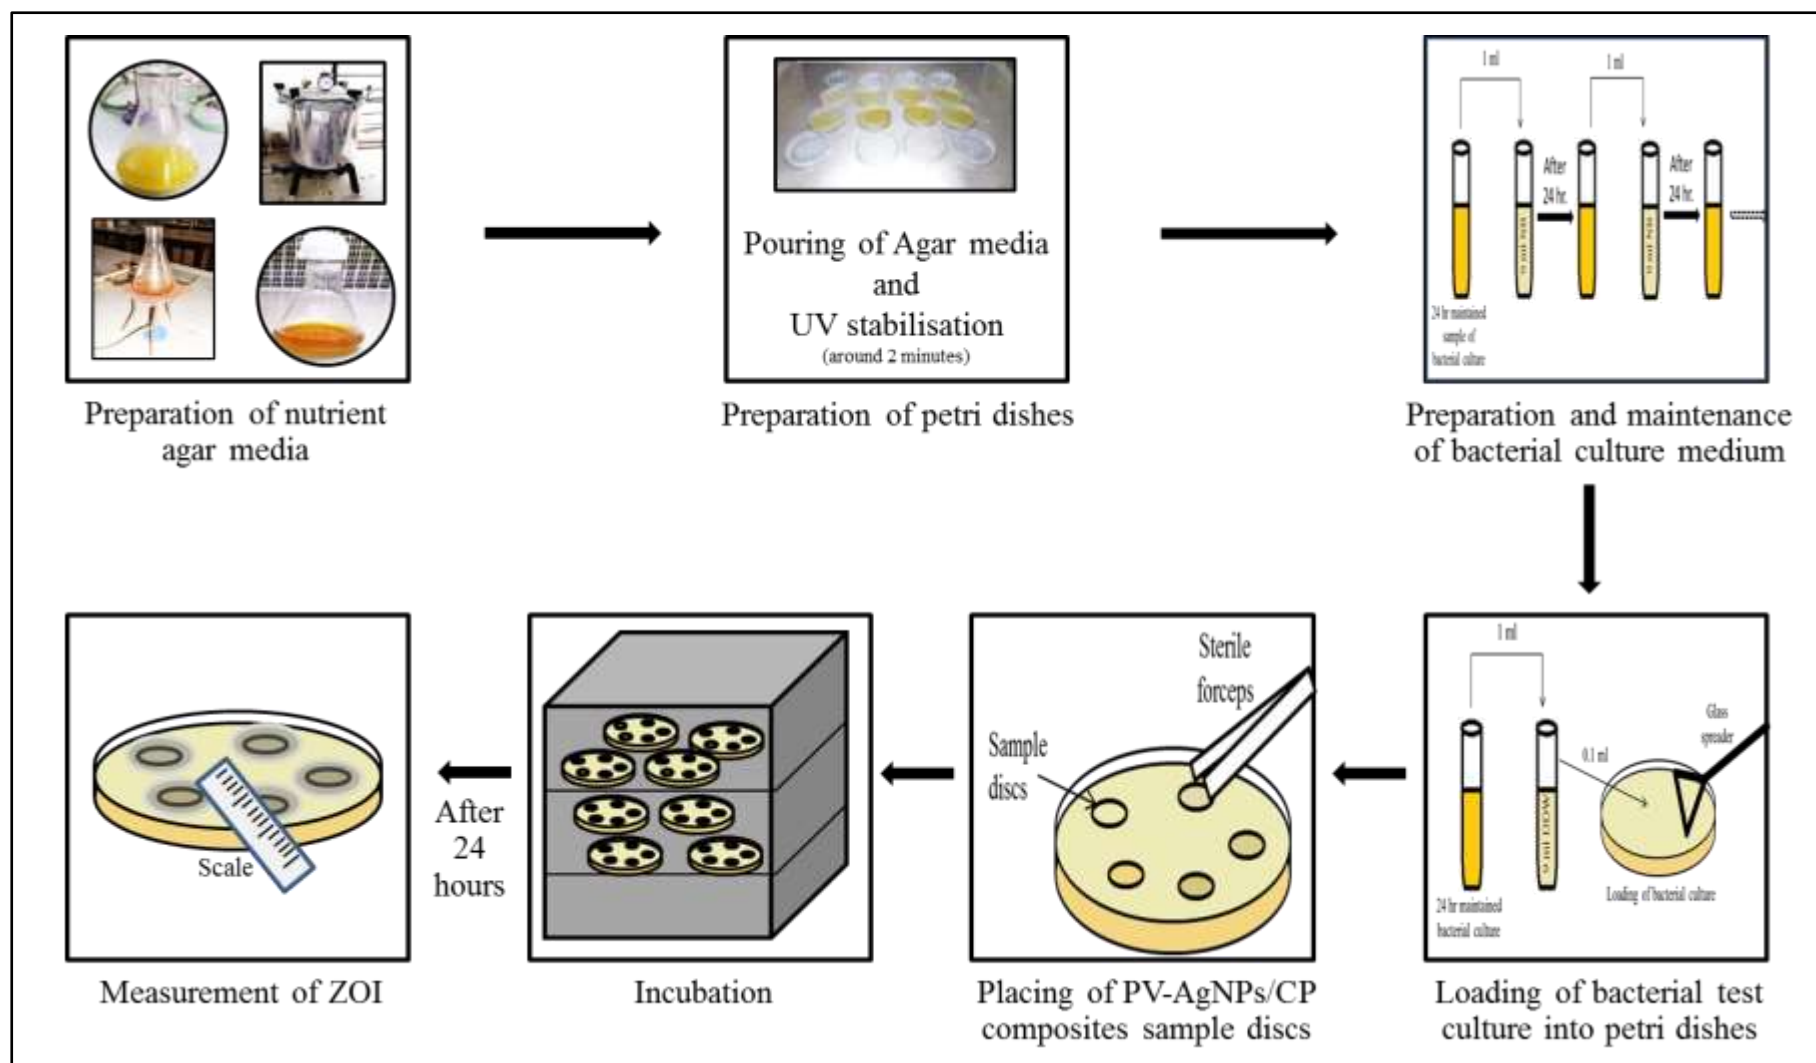 Pouring of Agar media
and
UV stabilisation
(around 2 minutes)
1 ml
1 ml
After
24 hr.
After
24 hr.
24 hr maintained
sample of
bacterial culture
Preparation of nutrient
agar media
Preparation of petri dishes
Preparation and maintenance
of bacterial culture medium
Scale
After
24
hours
Sterile
forceps
Sample
discs
1 ml
0.1 ml
Glass
spreader
24 hr maintained
bacterial culture
Loading of bacterial culture
Measurement of ZOI
Incubation
Placing of PV-AgNPs/CP
composites sample discs
Loading of bacterial test
culture into petri dishes